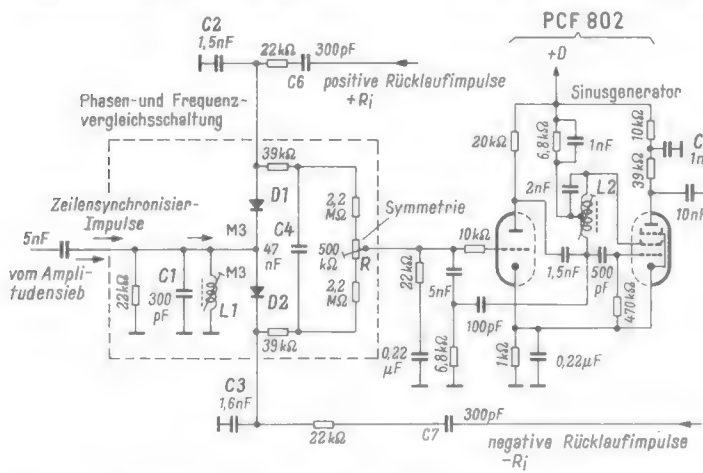 PCF 802
C2
1,5nF
22kΩ
300pF
C6
positive Rücklaufimpulse
+Ri
+D
Sinusgenerator
Phasen-und Frequenz-
vergleichsschaltung
39kΩ
20kΩ
6,8kΩ
1nF
10kΩ
39kΩ
C
1n
2nF
L2
10nF
D1
2,2
MΩ
Symmetrie
Zeilensynchronisier-
Impulse
5nF
M3
C4
47
nF
500
kΩ
R
10kΩ
vom Ampli-
tudensieb
22kΩ
C1
300
pF
M3
L1
D2
2,2
MΩ
22kΩ
5nF
1,5nF
500
pF
100pF
470kΩ
39kΩ
0,22
µF
6,8kΩ
1kΩ
0,22µF
C3
1,6nF
22kΩ
C7
300pF
negative Rücklaufimpulse
-Ri